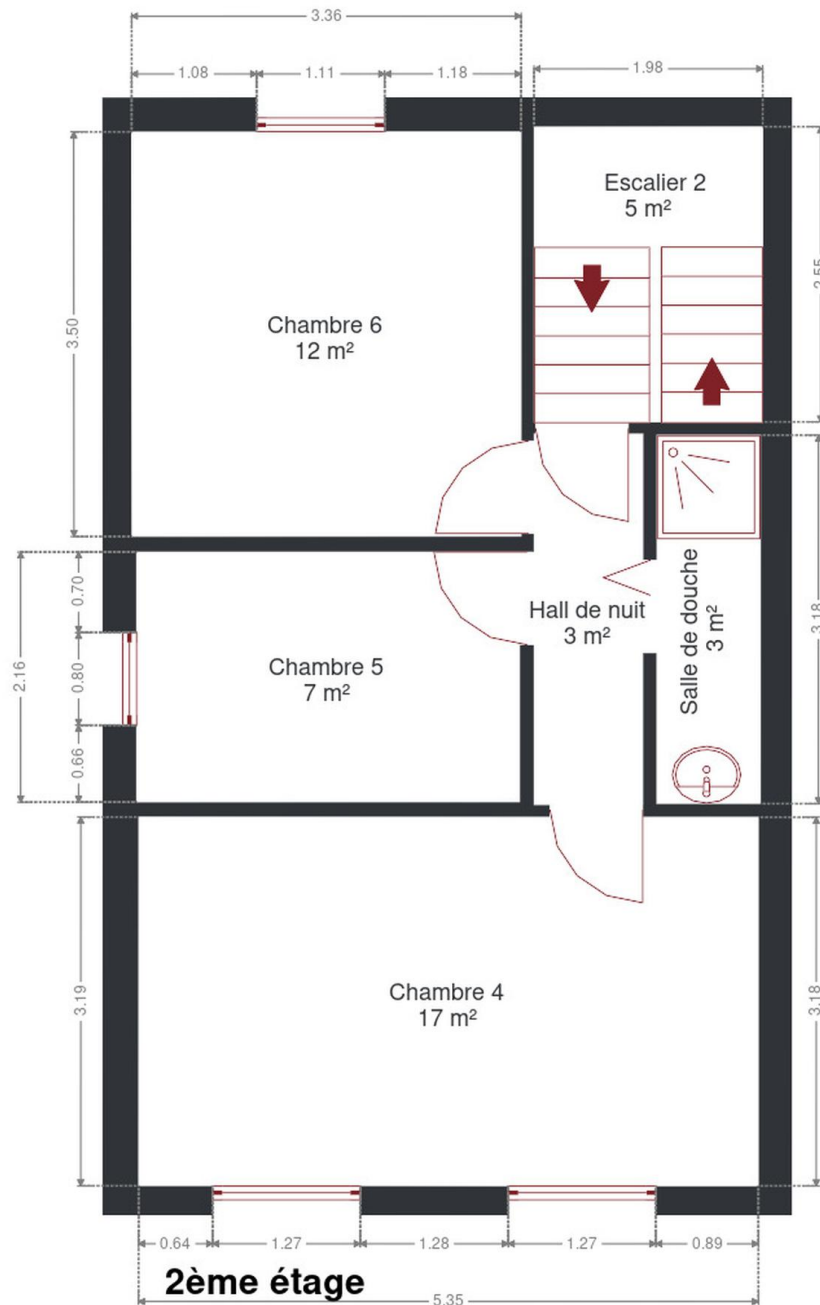 3.36
1.08
1.11
1.18
1.98
Escalier 2
5 m²
3.50
Chambre 6
12 m²
2.16
0.70
0.80
0.66
Chambre 5
7 m²
Hall de nuit
3 m²
Salle de douche
3 m²
3.18
3.19
Chambre 4
17 m²
3.18
0.64
1.27
1.28
1.27
0.89
2ème étage
5.35